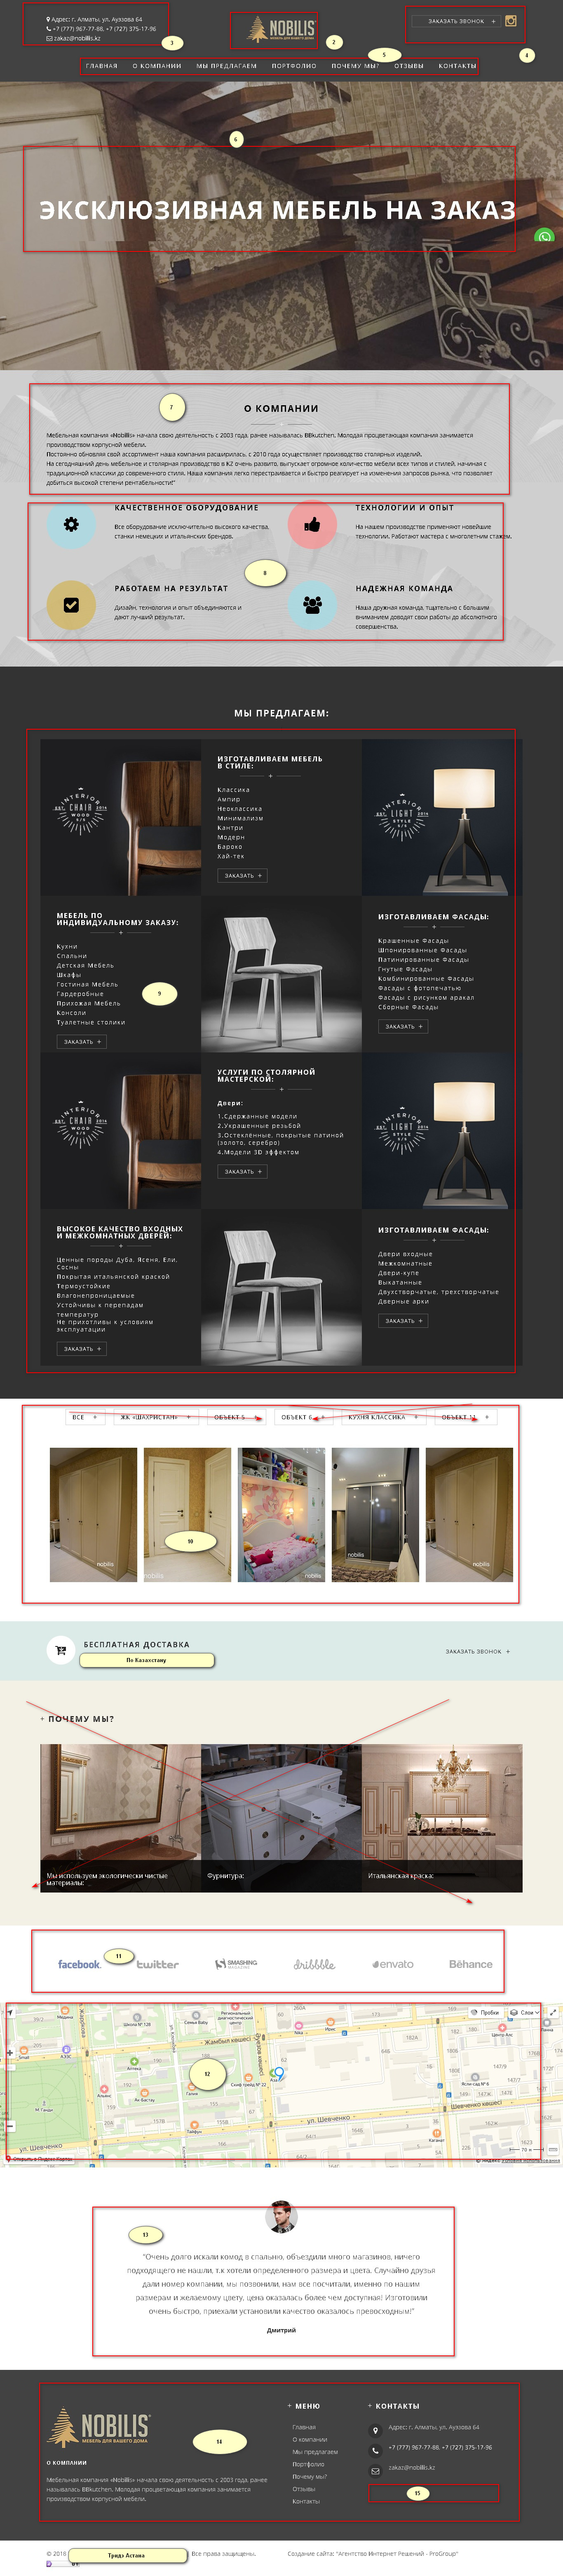 Адрес: г. Алматы, ул. Ауэзова 64
+7 (777) 967-77-88, +7 (727) 375-17-96
zakaz@nobillis.kz
3
NOBILIS
МЕБЕЛЬ ДЛЯ ВАШЕГО ДОМА
2
ЗАКАЗАТЬ ЗВОНОК +
4
5
ГЛАВНАЯ О КОМПАНИИ МЫ ПРЕДЛАГАЕМ ПОРТФОЛИО ПОЧЕМУ МЫ? ОТЗЫВЫ КОНТАКТЫ
6
ЭКСКЛЮЗИВНАЯ МЕБЕЛЬ НА ЗАКАЗ
7
О КОМПАНИИ
Мебельная компания «Nobillis» начала свою деятельность с 2003 года, ранее называлась BBkutchen. Молодая процветающая компания занимается
производством корпусной мебели.
Постоянно обновляя свой ассортимент наша компания расширилась, с 2010 года осуществляет производство столярных изделий.
На сегодняшний день мебельное и столярная производство в KZ очень развито, выпускает огромное количество мебели всех типов и стилей, начиная с
традиционной классики до современного стиля. Наша компания легко перестраивается и быстро реагирует на изменения запросов рынка, что позволяет
добиться высокой степени рентабельности!"
КАЧЕСТВЕННОЕ ОБОРУДОВАНИЕ
Все оборудование исключительно высокого качества,
станки немецких и итальянских брендов.
ТЕХНОЛОГИИ И ОПЫТ
На нашем производстве применяют новейшие
технологии. Работают мастера с многолетним стажем.
8
РАБОТАЕМ НА РЕЗУЛЬТАТ
Дизайн, технология и опыт объединяются и
дают лучший результат.
НАДЕЖНАЯ КОМАНДА
Наша дружная команда, тщательно с большим
вниманием доводит свои работы до абсолютного
совершенства.
МЫ ПРЕДЛАГАЕМ:
INTERIOR
CHAIR
WOOD
ИЗГОТАВЛИВАЕМ МЕБЕЛЬ
В СТИЛЕ:
Классика
Ампир
Неоклассика
Минимализм
Кантри
Модерн
Бароко
Хай-тек
ЗАКАЗАТЬ +
INTERIOR
LIGHT
STYLE
МЕБЕЛЬ ПО
ИНДИВИДУАЛЬНОМУ ЗАКАЗУ:
Кухни
Спальни
Детская Мебель
Шкафы
Гостиная Мебель
Гардеробные
Прихожая Мебель
Консоли
Туалетные столики
ЗАКАЗАТЬ +
9
ИЗГОТАВЛИВАЕМ ФАСАДЫ:
Крашенные Фасады
Шпонированные Фасады
Патинированные Фасады
Гнутые Фасады
Комбинированные Фасады
Фасады с фотопечатью
Фасады с рисунком аракал
Сборные Фасады
ЗАКАЗАТЬ +
INTERIOR
CHAIR
WOOD
УСЛУГИ ПО СТОЛЯРНОЙ
МАСТЕРСКОЙ:
Двери:
1.Сдержанные модели
2.Украшенные резьбой
3.Остеклённые, покрытые патиной
(золото, серебро)
4.Модели 3D эффектом
ЗАКАЗАТЬ +
INTERIOR
LIGHT
STYLE
ВЫСОКОЕ КАЧЕСТВО ВХОДНЫХ
И МЕЖКОМНАТНЫХ ДВЕРЕЙ:
Ценные породы Дуба, Ясеня, Ели,
Сосны
Покрытая итальянской краской
Термоустойкие
Влагонепроницаемые
Устойчивы к перепадам
температур
Не прихотливы к условиям
эксплуатации
ЗАКАЗАТЬ +
ИЗГОТАВЛИВАЕМ ФАСАДЫ:
Двери входные
Межкомнатные
Двери-купе
Выкатанные
Двухстворчатые, трехстворчатые
Дверные арки
ЗАКАЗАТЬ +
ВСЕ + ЖК «ШАХРИСТАН» + ОБЪЕКТ 5 + ОБЪЕКТ 6 + КУХНЯ КЛАССИКА + ОБЪЕКТ 11 +
nobilis
nobilis
nobilis
nobilis
nobilis
10
БЕСПЛАТНАЯ ДОСТАВКА
По Казахстану
ЗАКАЗАТЬ ЗВОНОК +
+ ПОЧЕМУ МЫ?
Мы используем экологически чистые
материалы:
Фурнитура:
Итальянская краска:
11
facebook. twitter SMASHING MAGAZINE dribbble envato Behance
Пробки Слои
Жамбыл көшесі
12
ул. Шевченко
Шевченко көшесі
Открыть в Яндекс.Картах
13
"Очень долго искали комод в спальню, объездили много магазинов, ничего
подходящего не нашли, т.к хотели определенного размера и цвета. Случайно друзья
дали номер компании, мы позвонили, нам все посчитали, именно по нашим
размерам и желаемому цвету, цена оказалась более чем доступная! Изготовили
очень быстро, приехали установили качество оказалось превосходным!"
Дмитрий
NOBILIS
МЕБЕЛЬ ДЛЯ ВАШЕГО ДОМА
14
О КОМПАНИИ
Мебельная компания «Nobillis» начала свою деятельность с 2003 года, ранее
называлась BBkutchen. Молодая процветающая компания занимается
производством корпусной мебели.
+ МЕНЮ
Главная
О компании
Мы предлагаем
Портфолио
Почему мы?
Отзывы
Контакты
+ КОНТАКТЫ
Адрес: г. Алматы, ул. Ауэзова 64
+7 (777) 967-77-88, +7 (727) 375-17-96
zakaz@nobillis.kz
15
© 2016
Тридэ Астана
Все права защищены.
Создание сайта: "Агентство Интернет Решений - ProGroup"